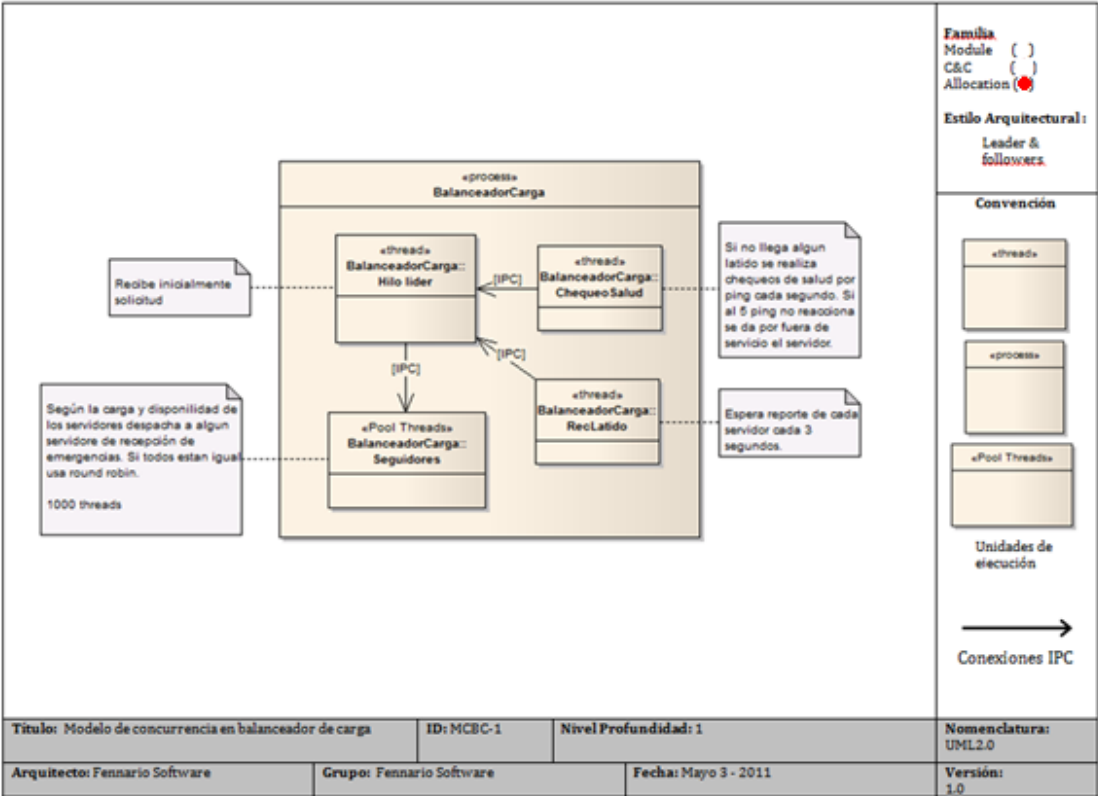 «process»
BalanceadorCarga
«thread»
BalanceadorCarga::
Hilo lider
[IPC]
«thread»
BalanceadorCarga::
ChequeoSalud
Recibe inicialmente
solicitud
Si no llega algun
latido se realiza
chequeos de salud por
ping cada segundo. Si
al 5 ping no reacciona
se da por fuera de
servicio el servidor.
[IPC]
[IPC]
«thread»
BalanceadorCarga::
RecLatido
Espera reporte de cada
servidor cada 3
segundos.
«Pool Threads»
BalanceadorCarga::
Seguidores
Según la carga y disponilidad de
los servidores despacha a algun
servidore de recepción de
emergencias. Si todos estan igual
usa round robin.
1000 threads
Familia
Module ( )
C&C ( )
Allocation ( )
Estilo Arquitectural :
Leader &
followers
Convención
«thread»
«process»
«Pool Threads»
Unidades de
ejecución
Conexiones IPC
Título: Modelo de concurrencia en balanceador de carga
ID: MCBC-1
Nivel Profundidad: 1
Nomenclatura:
UML2.0
Arquitecto: Fennario Software
Grupo: Fennario Software
Fecha: Mayo 3 - 2011
Versión:
1.0